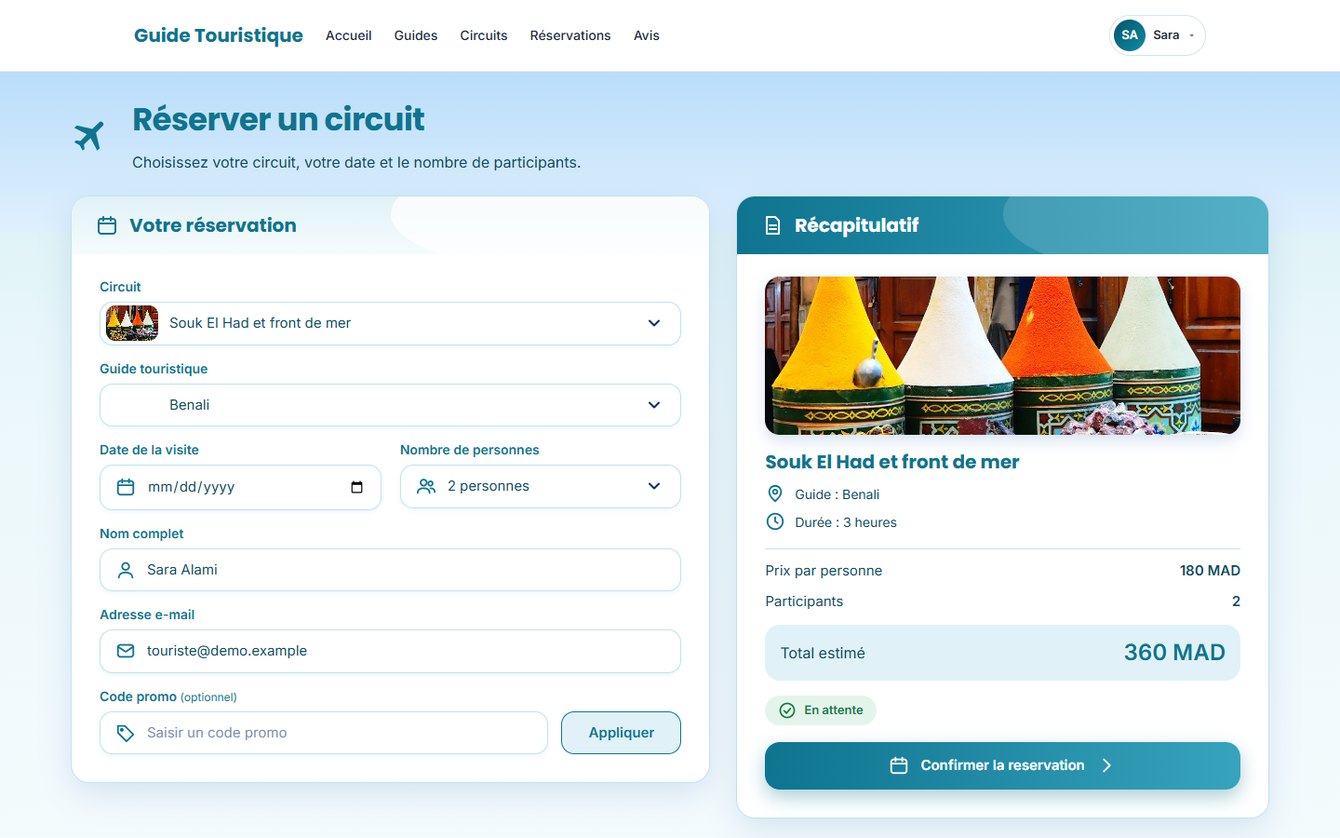 Guide Touristique
Accueil
Guides
Circuits
Réservations
Avis
SA
Sara
Réserver un circuit
Choisissez votre circuit, votre date et le nombre de participants.
Votre réservation
Circuit
Souk El Had et front de mer
Guide touristique
Benali
Date de la visite
mm/dd/yyyy
Nombre de personnes
2 personnes
Nom complet
Sara Alami
Adresse e-mail
touriste@demo.example
Code promo (optionnel)
Saisir un code promo
Appliquer
Récapitulatif
Souk El Had et front de mer
Guide : Benali
Durée : 3 heures
Prix par personne 180 MAD
Participants 2
Total estimé 360 MAD
En attente
Confirmer la reservation